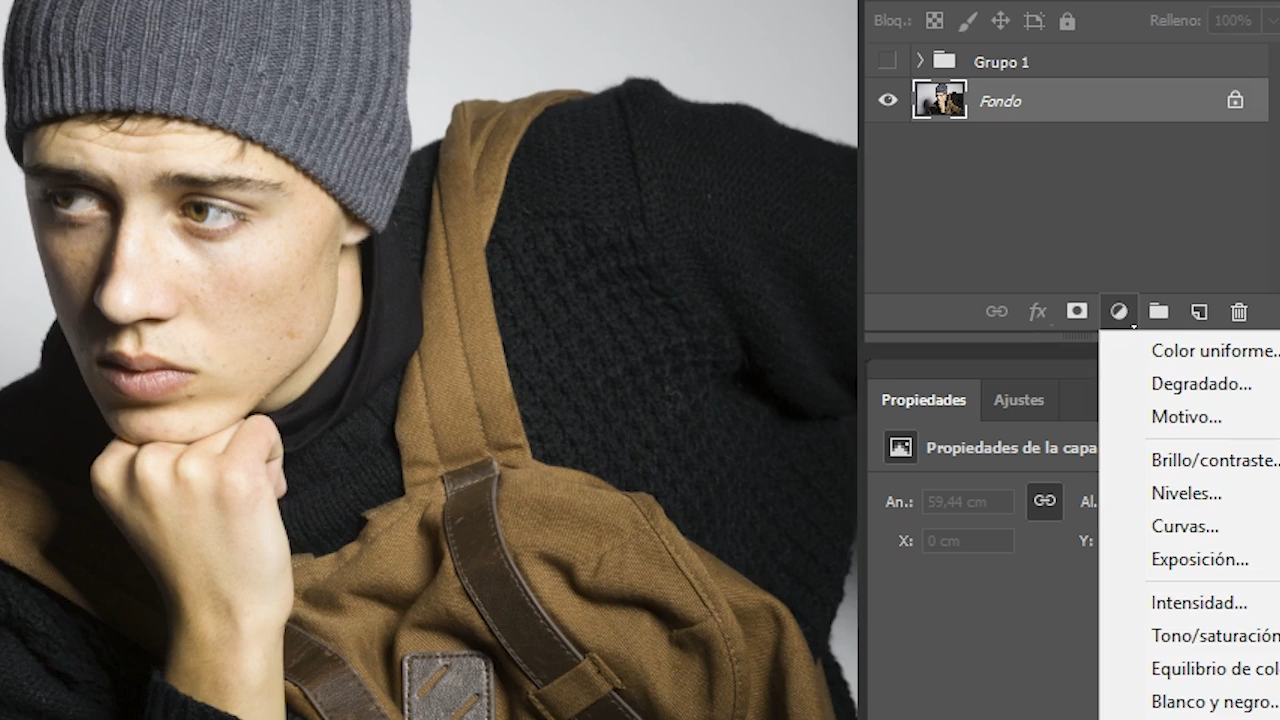 Bloq.:
Relleno: 100%
Grupo 1
Fondo
fx
Propiedades
Ajustes
Propiedades de la capa
An.: 59,44 cm
Al.
X: 0 cm
Y:
Color uniforme..
Degradado...
Motivo...
Brillo/contraste..
Niveles...
Curvas...
Exposición...
Intensidad...
Tono/saturación
Equilibrio de col
Blanco y negro..